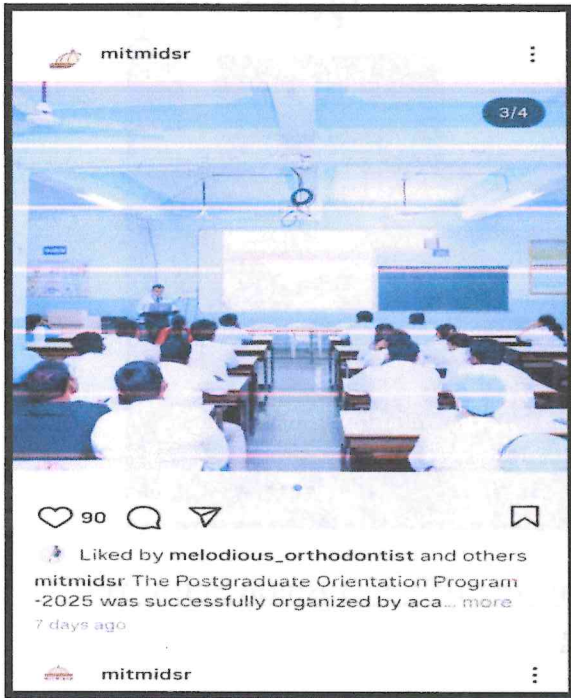 mitmidsr
3/4
90
Liked by melodious_orthodontist and others
mitmidsr The Postgraduate Orientation Program
-2025 was successfully organized by aca... more
7 days ago
mitmidsr